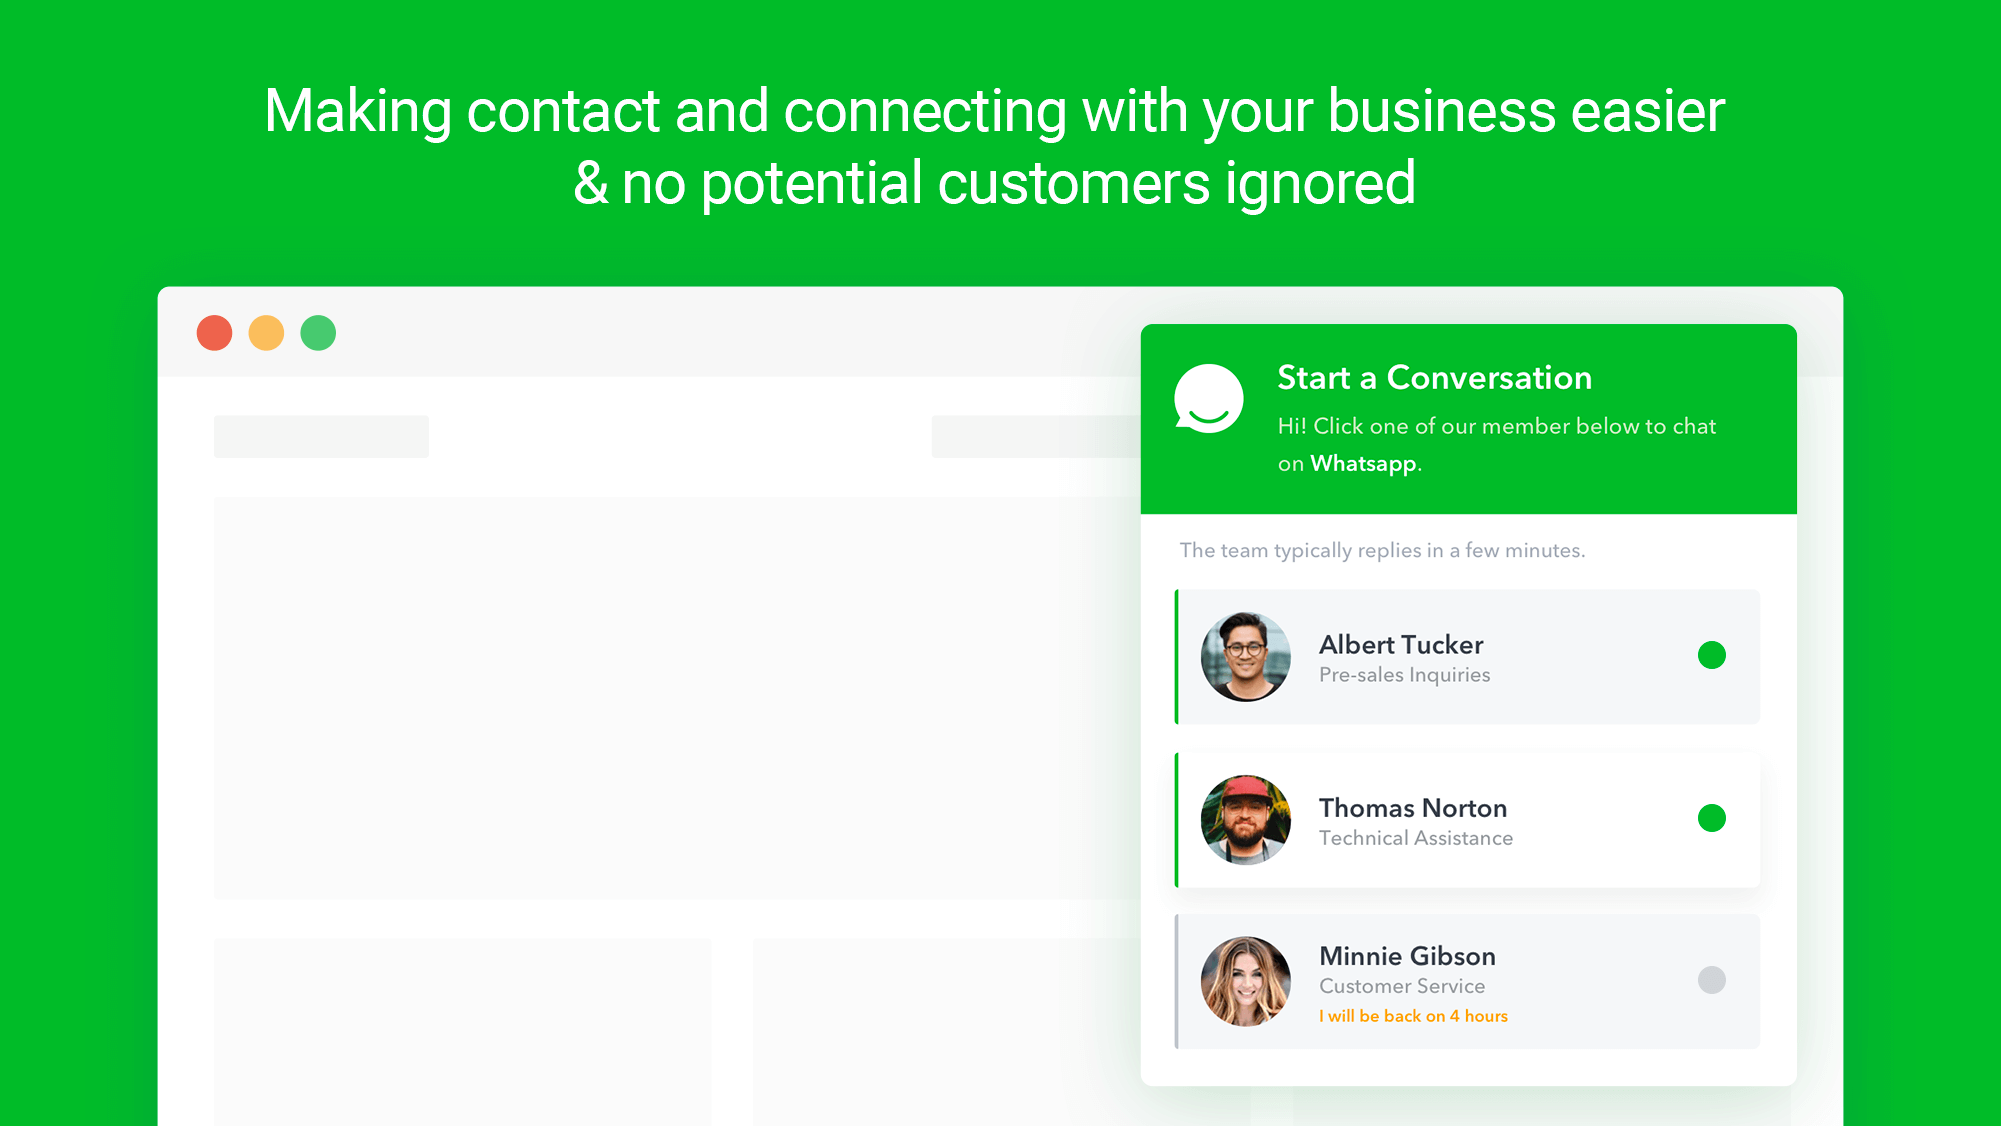 Making contact and connecting with your business easier
& no potential customers ignored
Start a Conversation
Hi! Click one of our member below to chat
on Whatsapp.
The team typically replies in a few minutes.
Albert Tucker
Pre-sales Inquiries
Thomas Norton
Technical Assistance
Minnie Gibson
Customer Service
I will be back on 4 hours